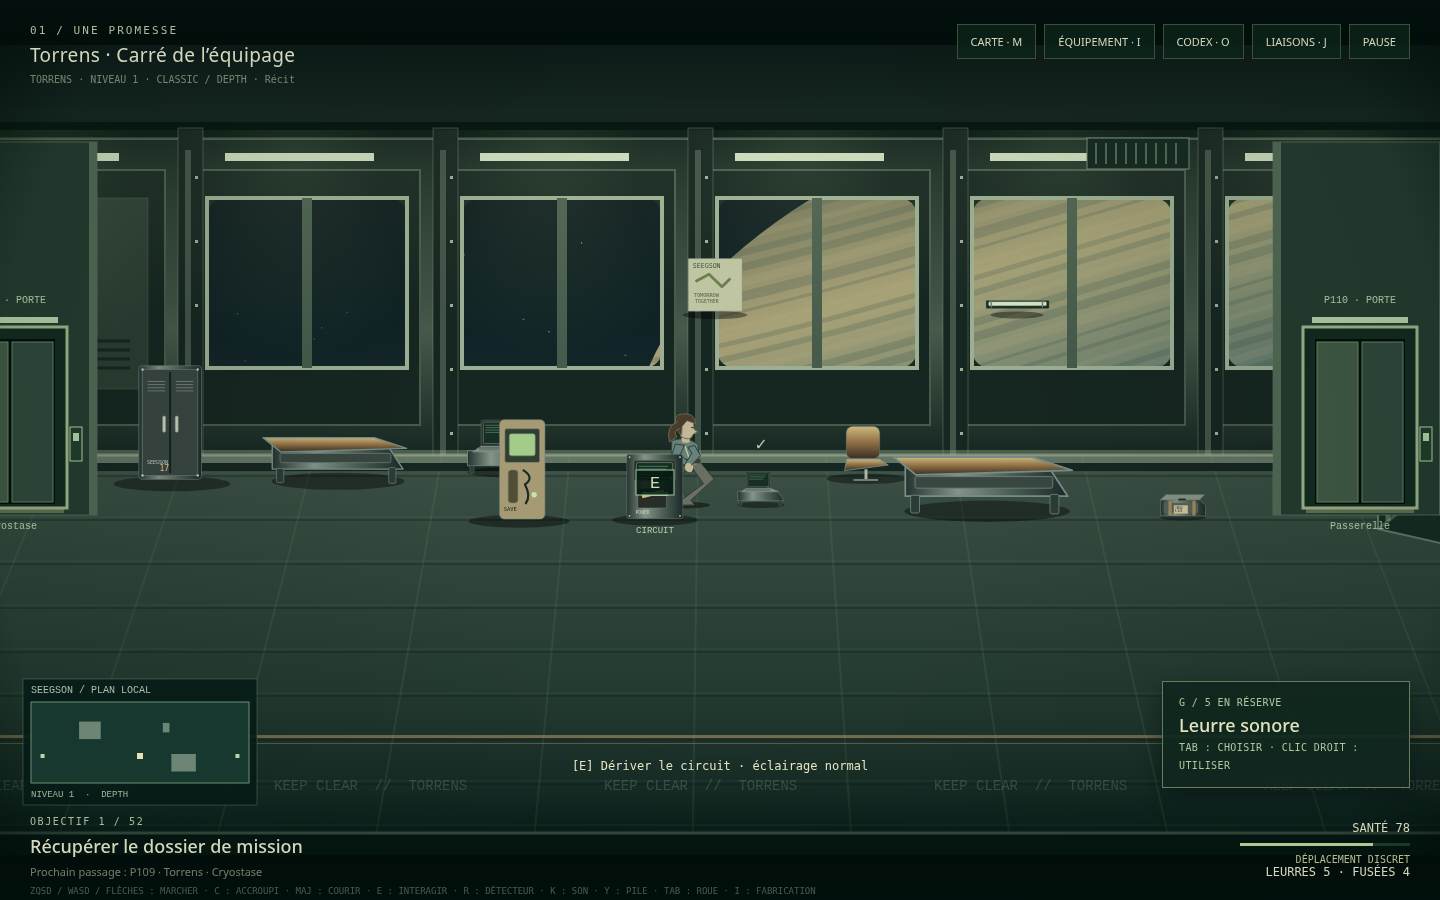 01 / UNE PROMESSE
Torrens · Carré de l’équipage
TORRENS · NIVEAU 1 · CLASSIC / DEPTH · Récit
CARTE · M
ÉQUIPEMENT · I
CODEX · O
LIAISONS · J
PAUSE
SEEGSON
TOMORROW
TOGETHER
· PORTE
P110 · PORTE
SEEGSON
17
SAVE
E
POWER
✓
CIRCUIT
ostase
Passerelle
SEEGSON / PLAN LOCAL
NIVEAU 1 · DEPTH
G / 5 EN RÉSERVE
Leurre sonore
TAB : CHOISIR · CLIC DROIT :
UTILISER
[E] Dériver le circuit · éclairage normal
KEEP CLEAR // TORRENS KEEP CLEAR // TORRENS KEEP CLEAR // TORRENS
OBJECTIF 1 / 52
Récupérer le dossier de mission
Prochain passage : P109 · Torrens · Cryostase
ZQSD / WASD / FLÈCHES : MARCHER · C : ACCROUPI · MAJ : COURIR · E : INTERAGIR · R : DÉTECTEUR · K : SON · Y : PILE · TAB : ROUE · I : FABRICATION
SANTÉ 78
DÉPLACEMENT DISCRET
LEURRES 5 · FUSÉES 4